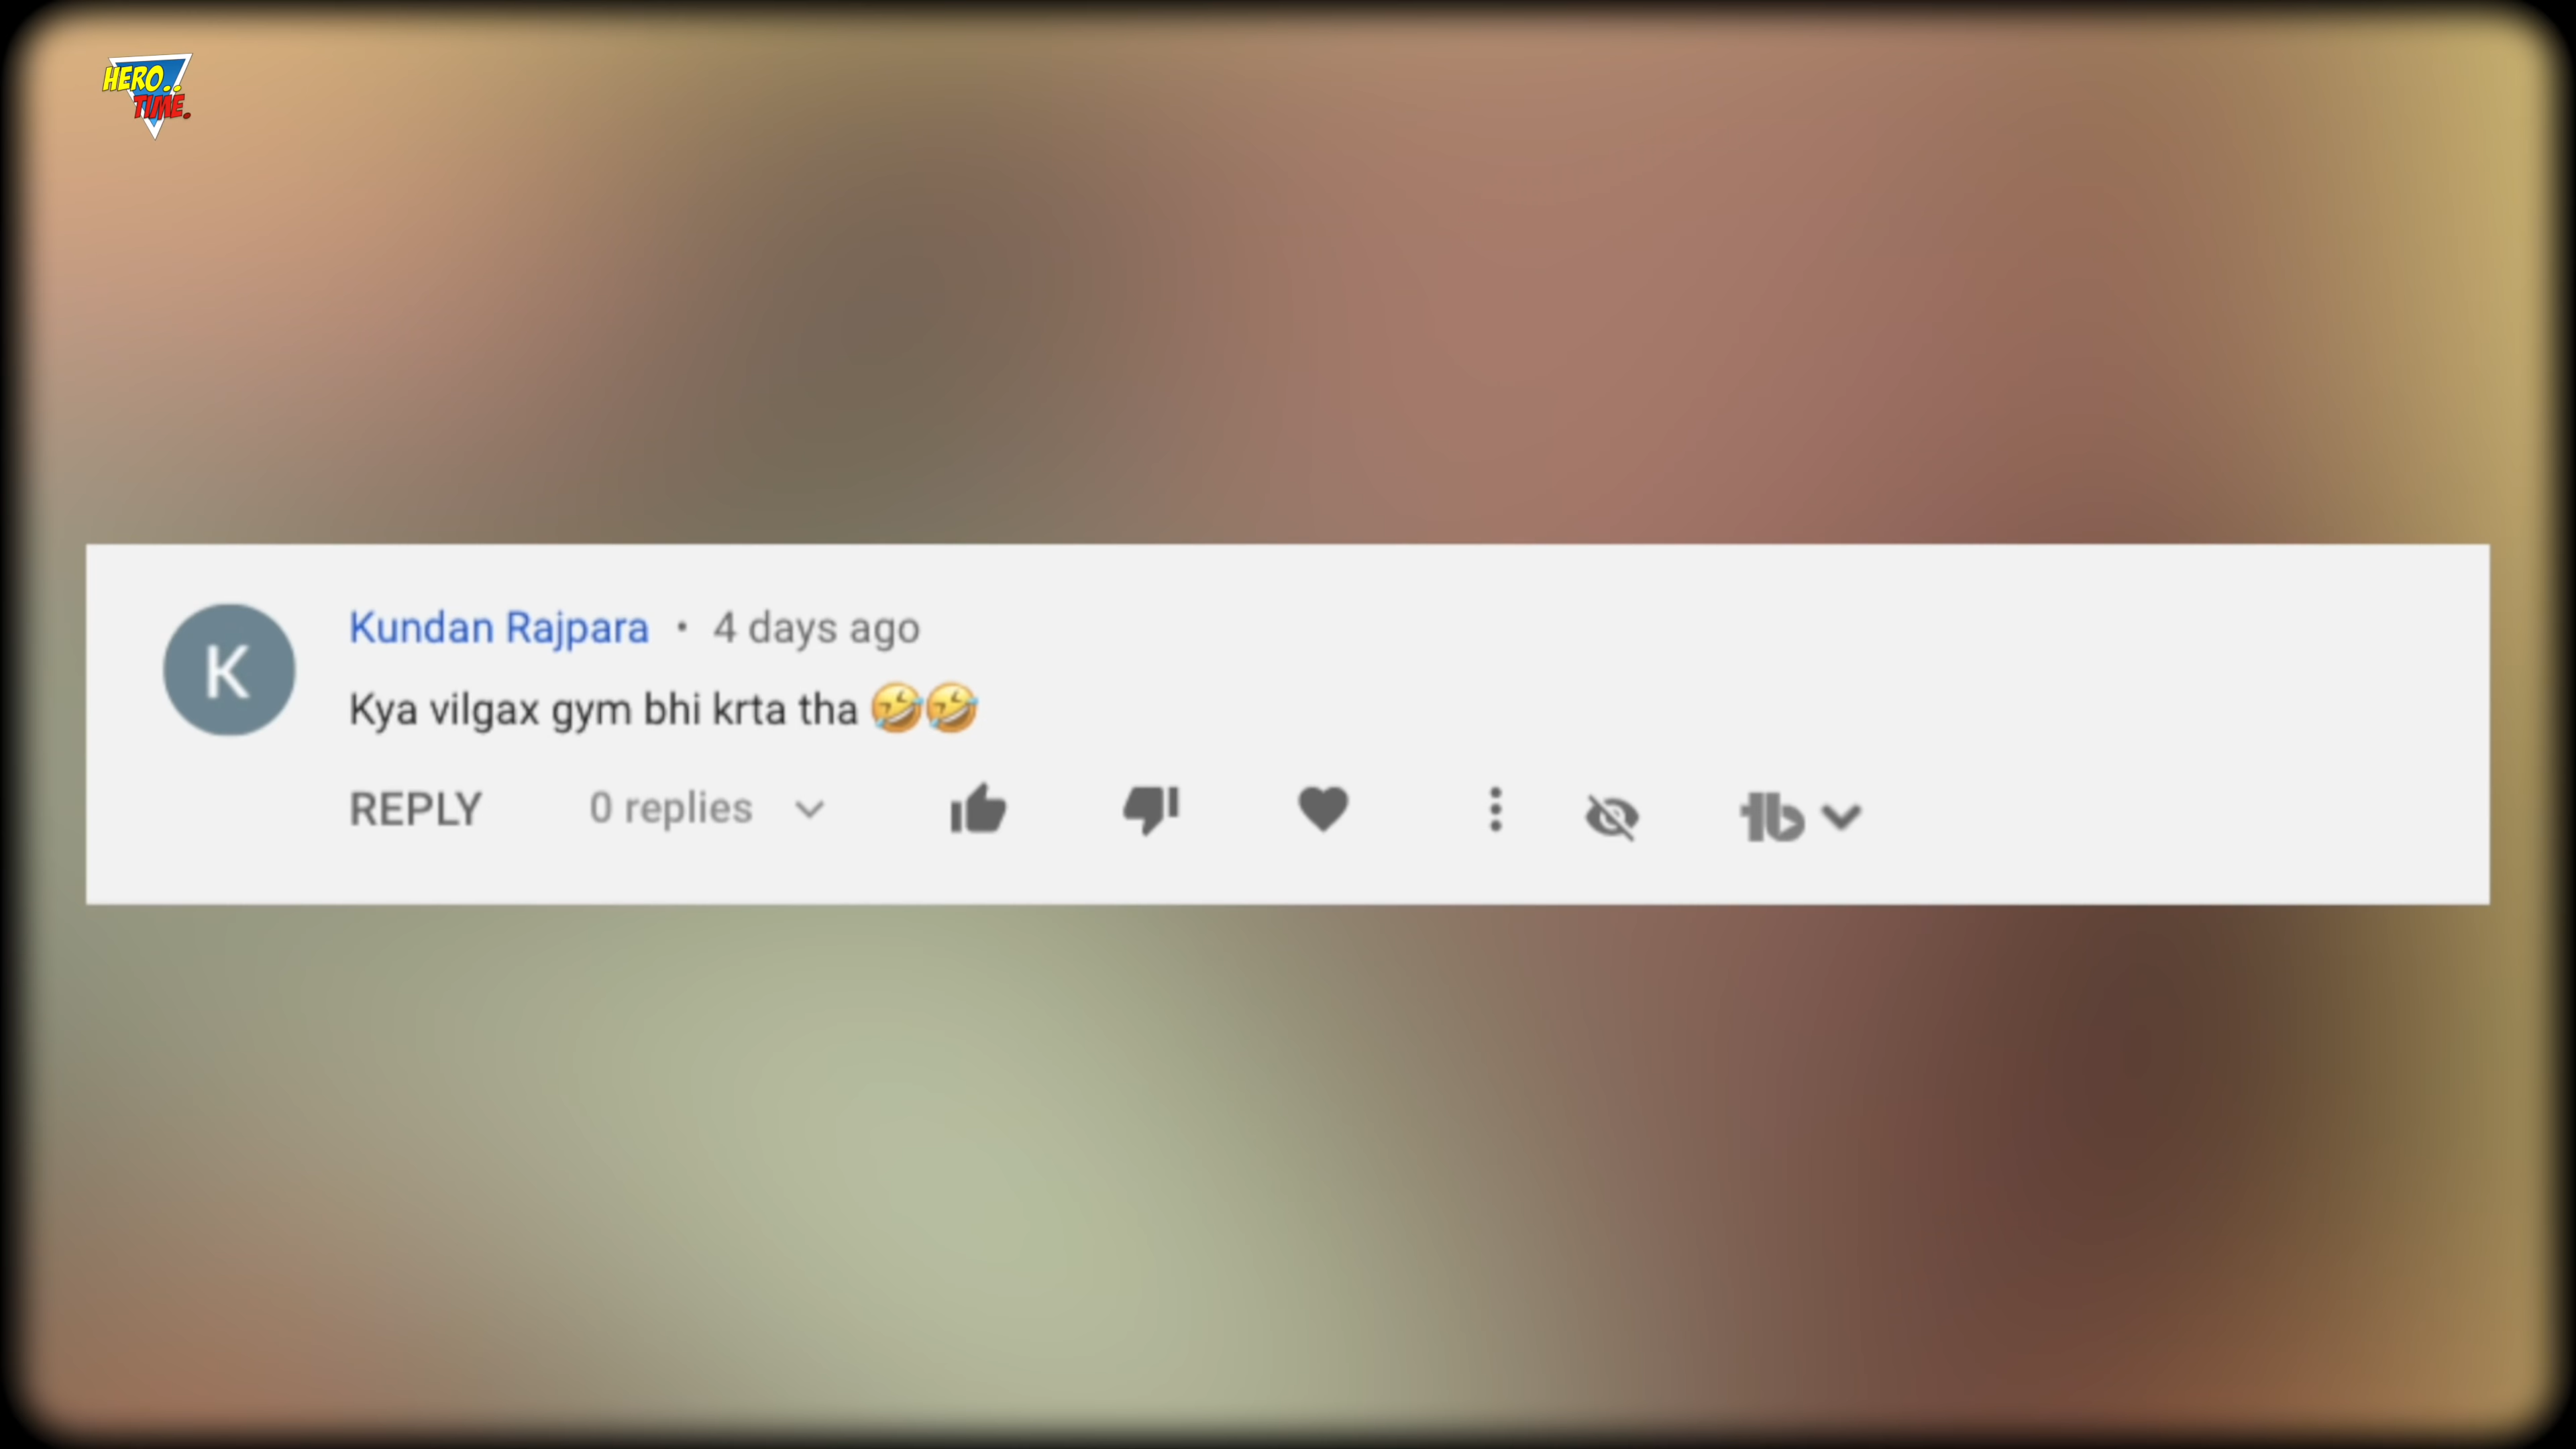 HERO..
TIME.
Kundan Rajpara • 4 days ago
Kya vilgax gym bhi krta tha 🤣🤣
REPLY 0 replies